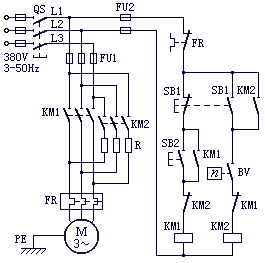 QS L1 FU2
L2
L3
380V
3~50Hz
FU1
FR
KM1
KM2
SB1 SB1 KM2
R
SB2
KM1
n BV
FR
KM2 KM1
M
3~
PE
KM1 KM2